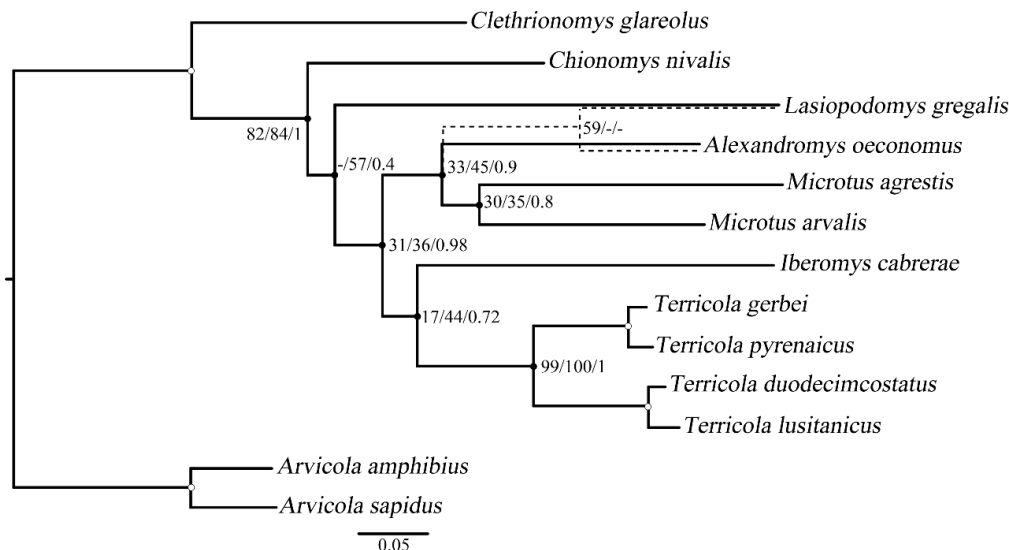 Clethrionomys glareolus
Chionomys nivalis
Lasiopodomys gregalis
82/84/1
59/-/-
Alexandromys oeconomus
-/57/0.4
33/45/0.9
Microtus agrestis
30/35/0.8
Microtus arvalis
31/36/0.98
Iberomys cabrerae
Terricola gerbei
17/44/0.72
Terricola pyrenaicus
99/100/1
Terricola duodecimcostatus
Terricola lusitanicus
Arvicola amphibius
Arvicola sapidus
0.05